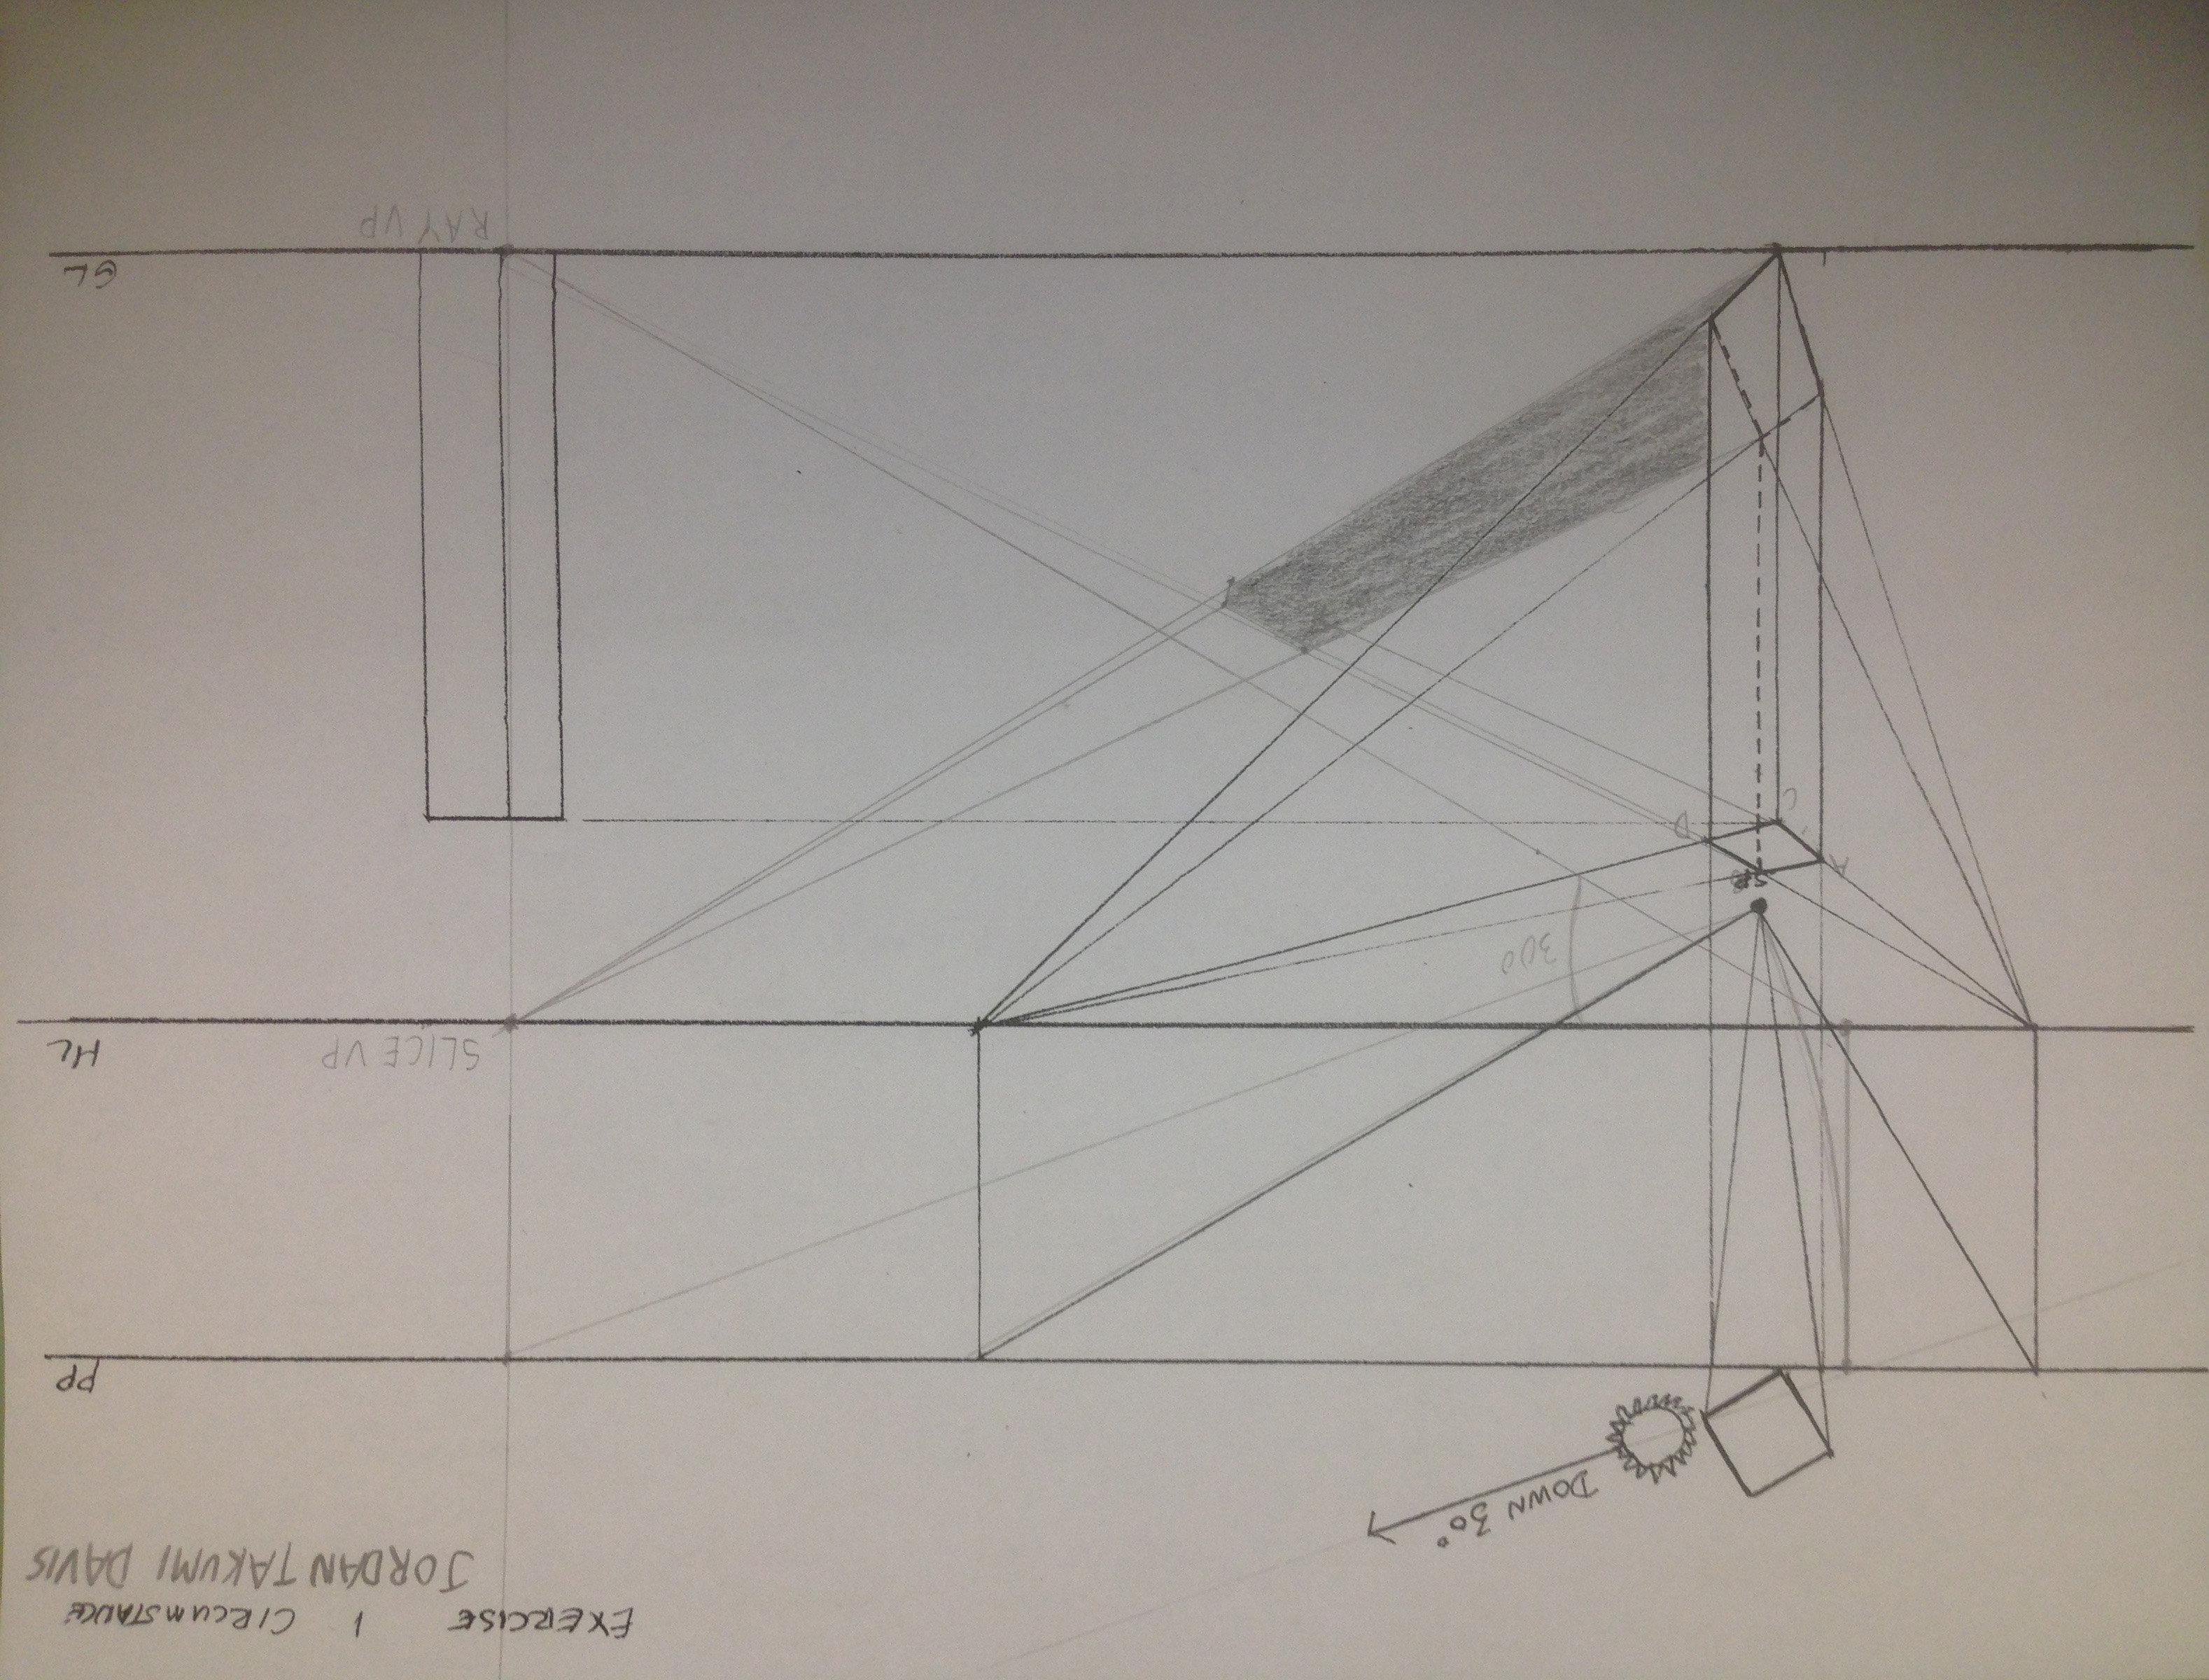 EXERCISE 1 CIRCUMSTANCE
JORDAN TAKUMI DAVIS
DOWN 30°
PP
SLICE VP
HL
30°
SP
A
D
C
GL
RAY VP